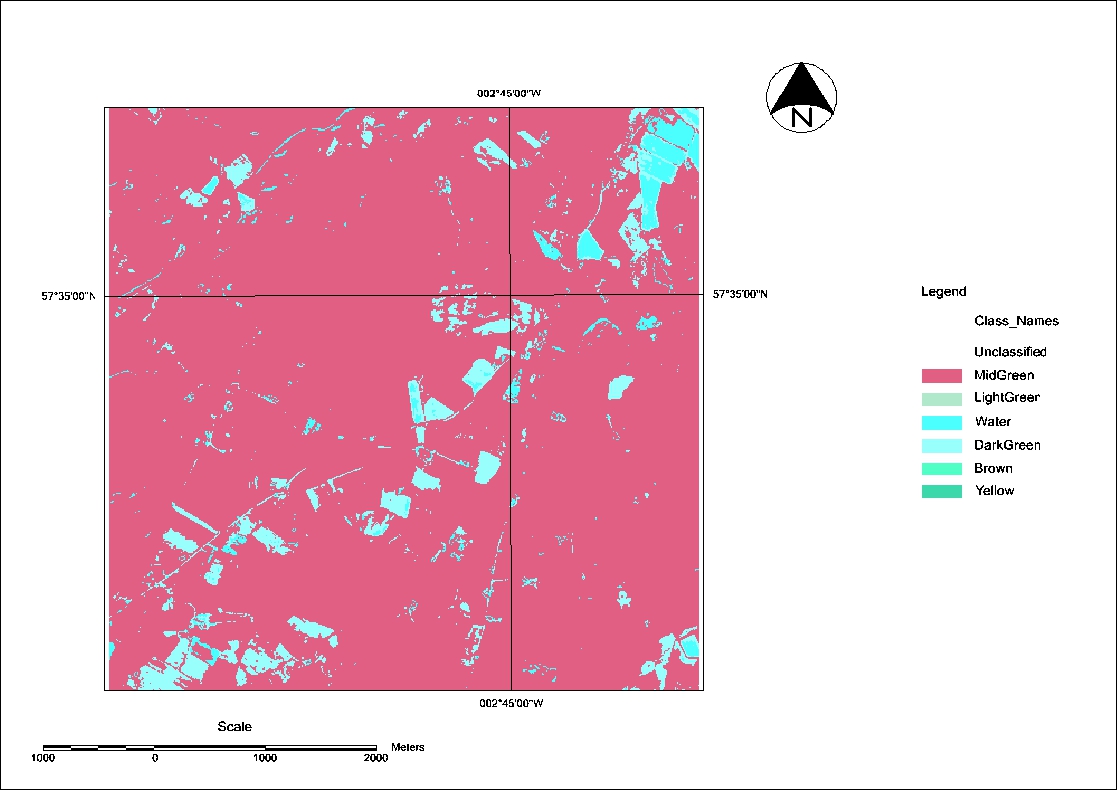 002°45'00"W
N
57°35'00"N
57°35'00"N
Legend
Class_Names
Unclassified
MidGreen
LightGreen
Water
DarkGreen
Brown
Yellow
002°45'00"W
Scale
Meters
1000 0 1000 2000